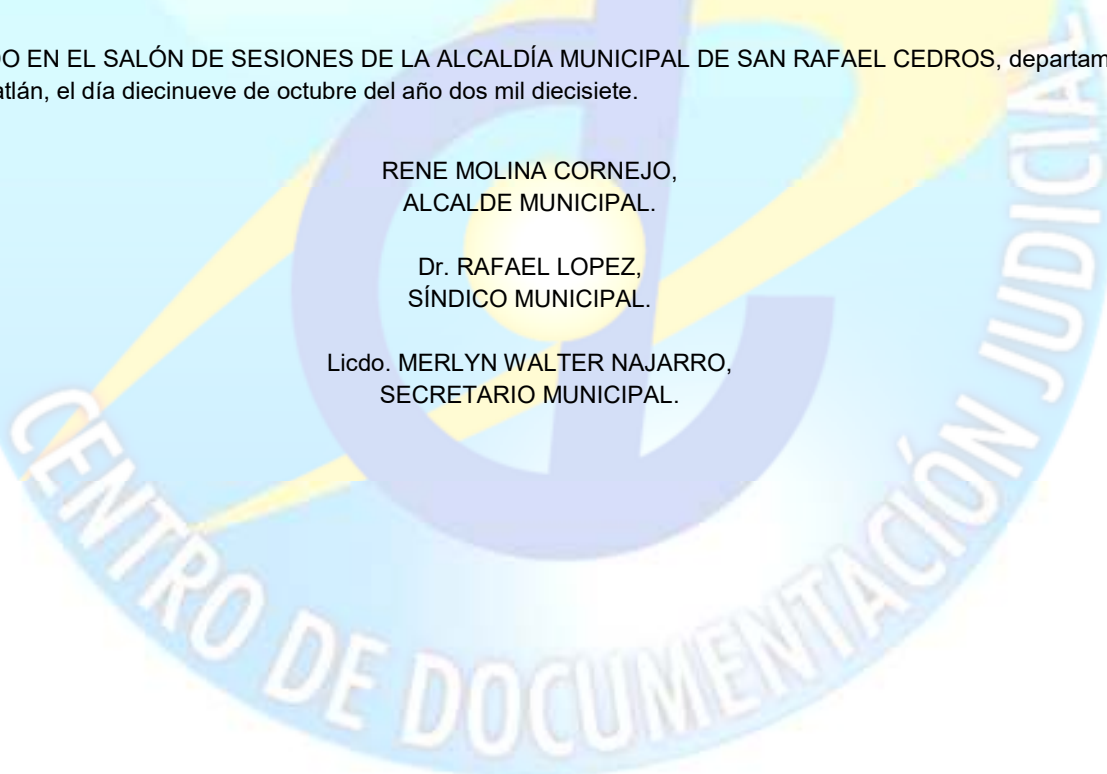 DO EN EL SALÓN DE SESIONES DE LA ALCALDÍA MUNICIPAL DE SAN RAFAEL CEDROS, departam
atlán, el día diecinueve de octubre del año dos mil diecisiete.
RENE MOLINA CORNEJO,
ALCALDE MUNICIPAL.
Dr. RAFAEL LOPEZ,
SÍNDICO MUNICIPAL.
Licdo. MERLYN WALTER NAJARRO,
SECRETARIO MUNICIPAL.
CENTRO DE DOCUMENTACIÓN JUDICIAL